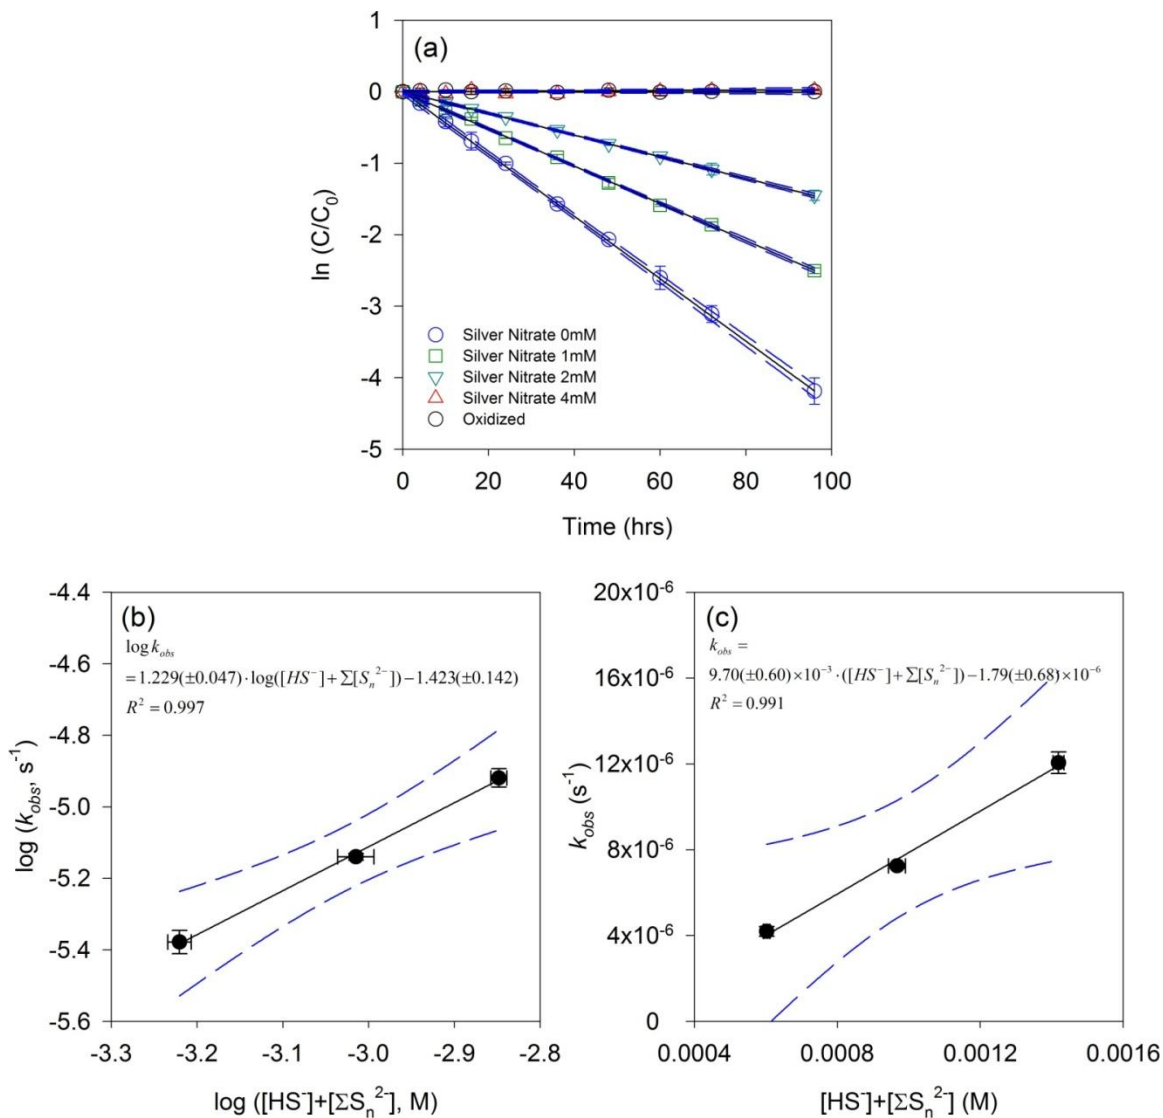 (a)
1
0
-1
-2
-3
-4
-5
ln (C/C₀)
Silver Nitrate 0mM
Silver Nitrate 1mM
Silver Nitrate 2mM
Silver Nitrate 4mM
Oxidized
0 20 40 60 80 100
Time (hrs)
(b)
log k_obs
=1.229(±0.047)·log([HS⁻]+Σ[Sₙ²⁻])−1.423(±0.142)
R² = 0.997
-4.4
-4.6
-4.8
-5.0
-5.2
-5.4
-5.6
log (k_obs, s⁻¹)
-3.3 -3.2 -3.1 -3.0 -2.9 -2.8
log ([HS⁻]+[ΣSₙ²⁻], M)
(c)
k_obs =
9.70(±0.60)×10⁻³·([HS⁻]+Σ[Sₙ²⁻])−1.79(±0.68)×10⁻⁶
R² = 0.991
20x10⁻⁶
16x10⁻⁶
12x10⁻⁶
8x10⁻⁶
4x10⁻⁶
0
k_obs (s⁻¹)
0.0004 0.0008 0.0012 0.0016
[HS⁻]+[ΣSₙ²⁻] (M)